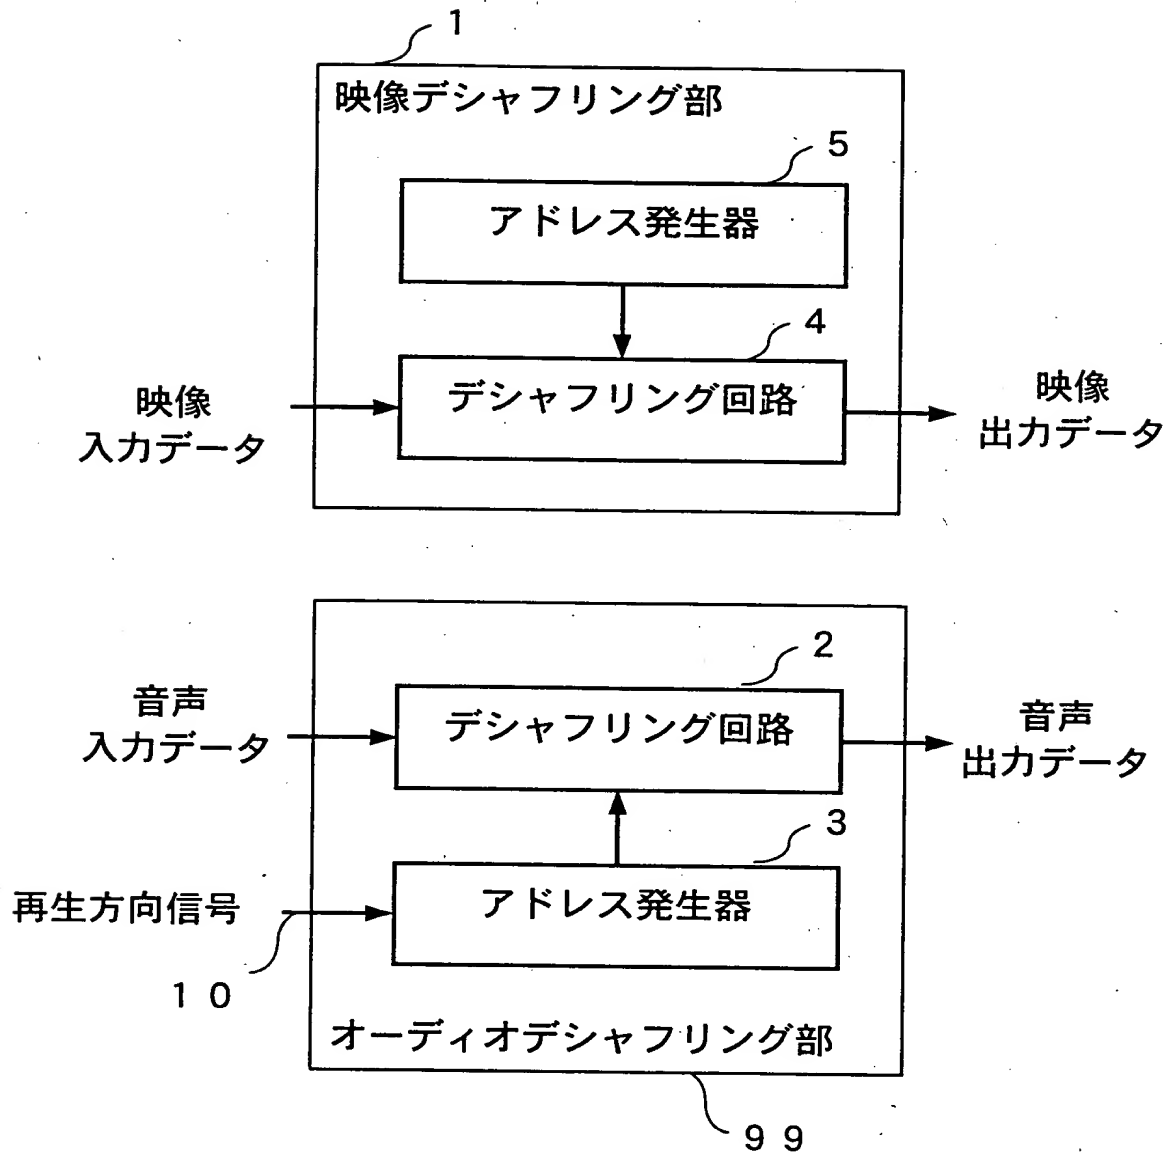 1
映像デシャフリング部
5
アドレス発生器
4
デシャフリング回路
映像
入力データ
映像
出力データ
2
デシャフリング回路
音声
入力データ
音声
出力データ
3
アドレス発生器
再生方向信号
10
オーディオデシャフリング部
99